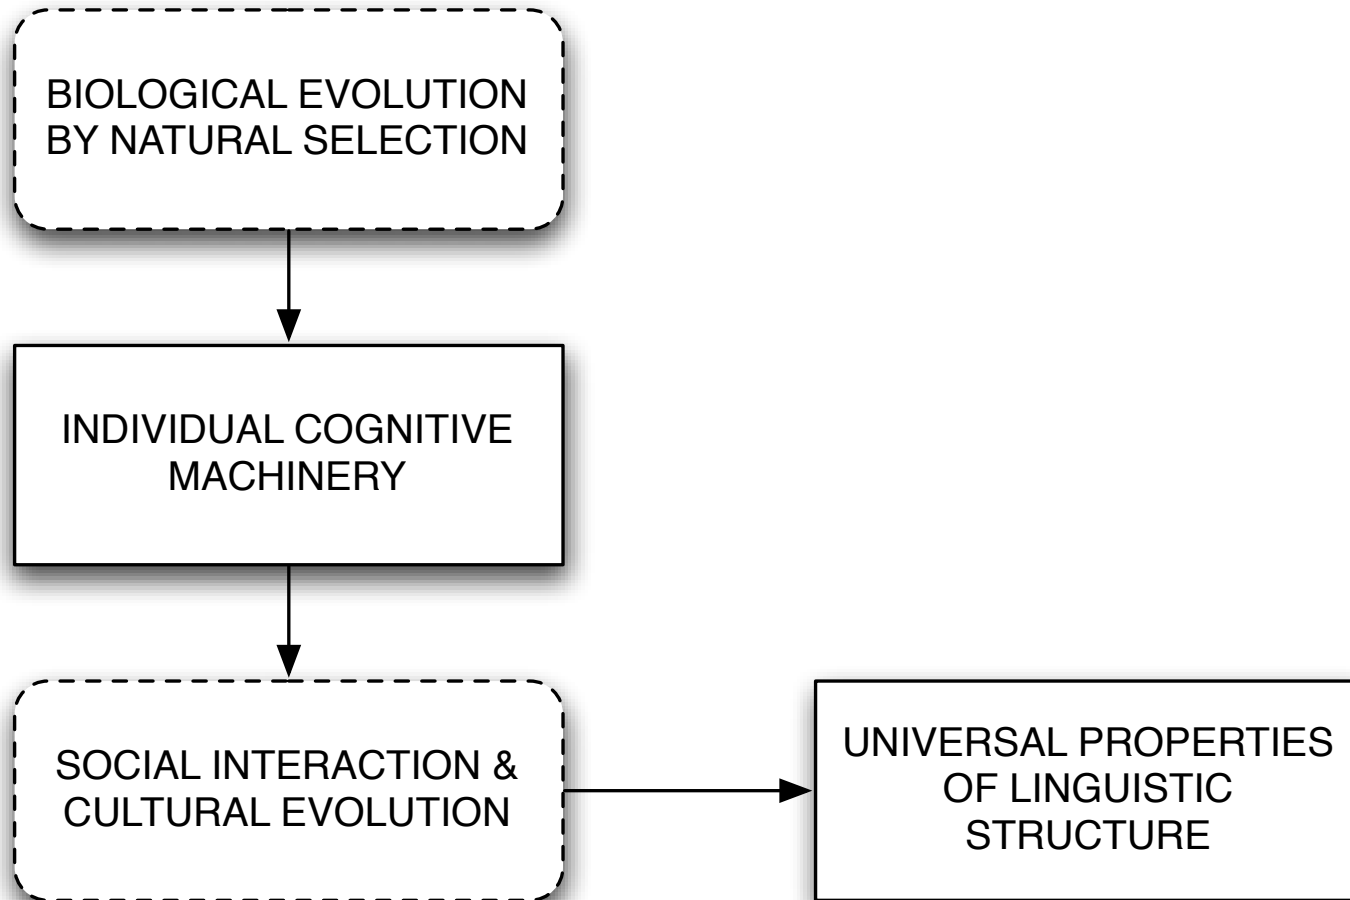 BIOLOGICAL EVOLUTION
BY NATURAL SELECTION
INDIVIDUAL COGNITIVE
MACHINERY
SOCIAL INTERACTION &
CULTURAL EVOLUTION
UNIVERSAL PROPERTIES
OF LINGUISTIC
STRUCTURE